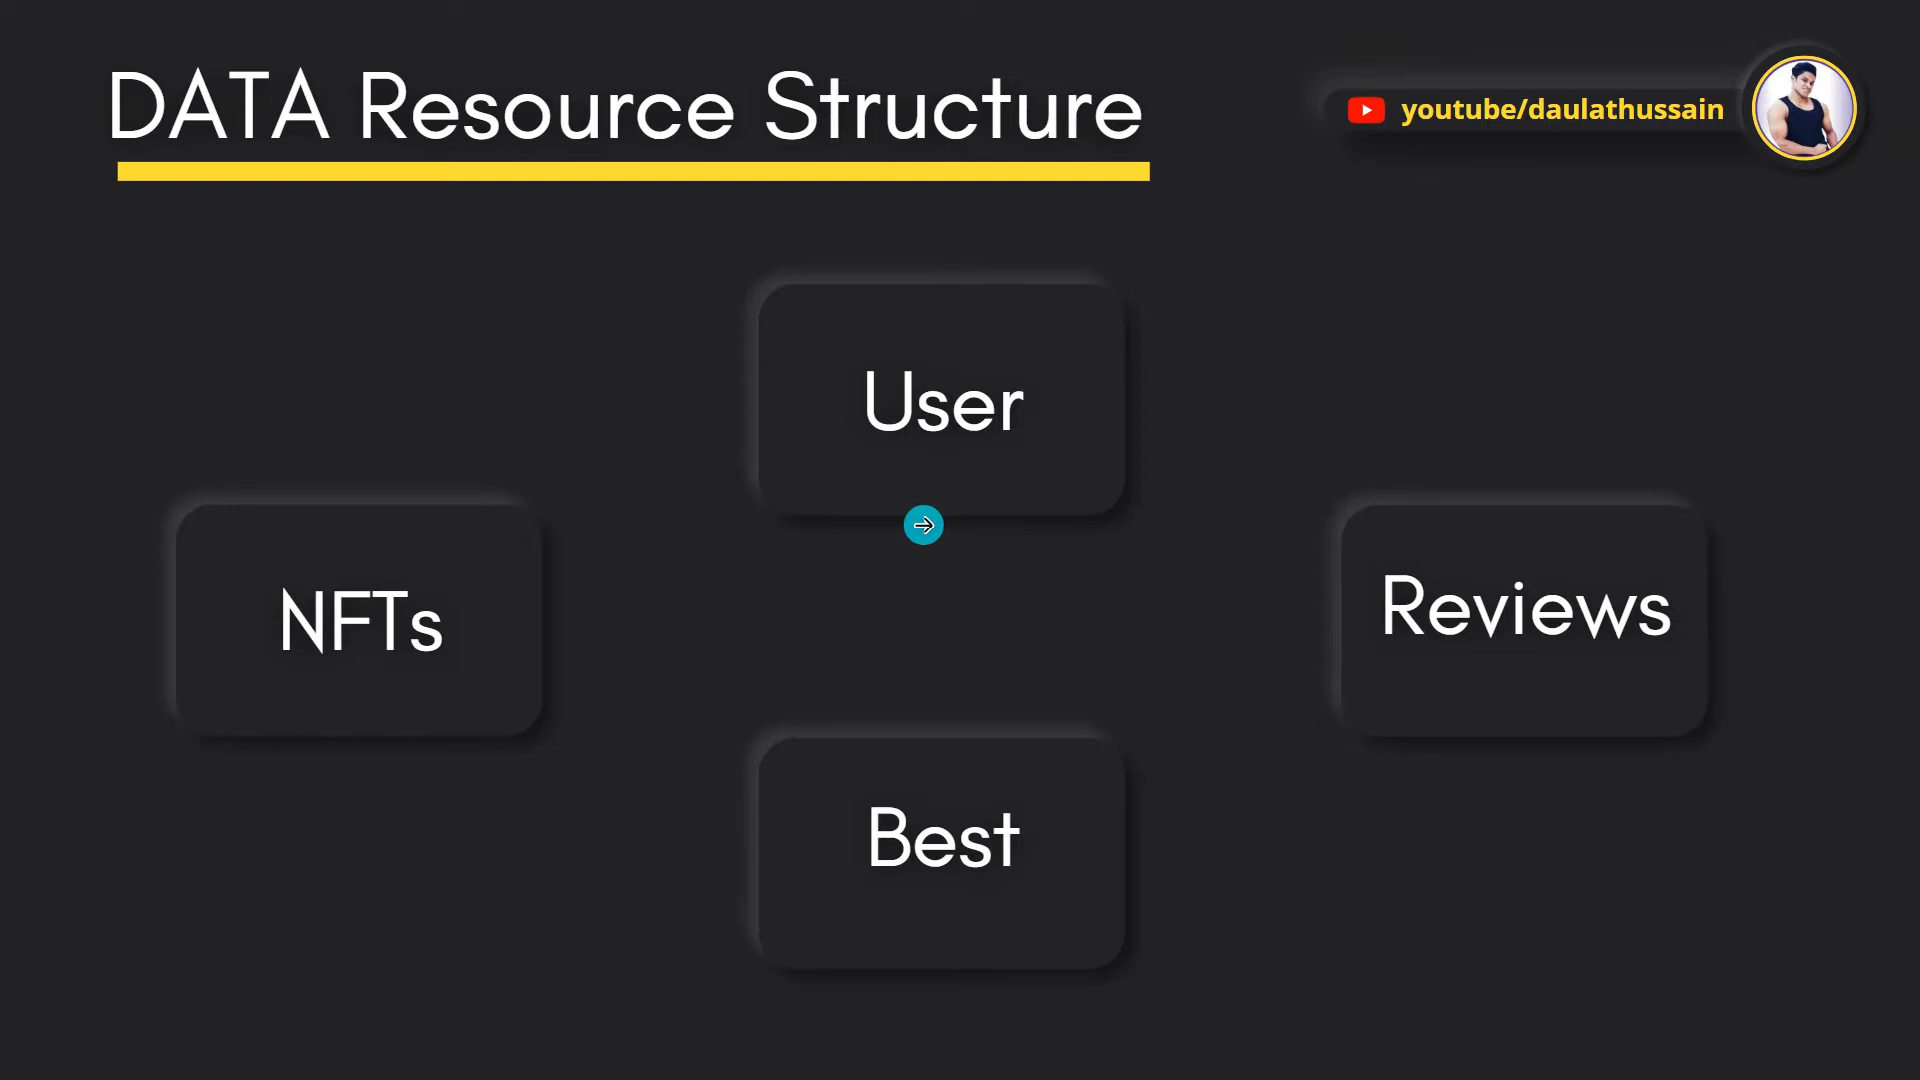 DATA Resource Structure
youtube/daulathussain
User
NFTs
Reviews
Best